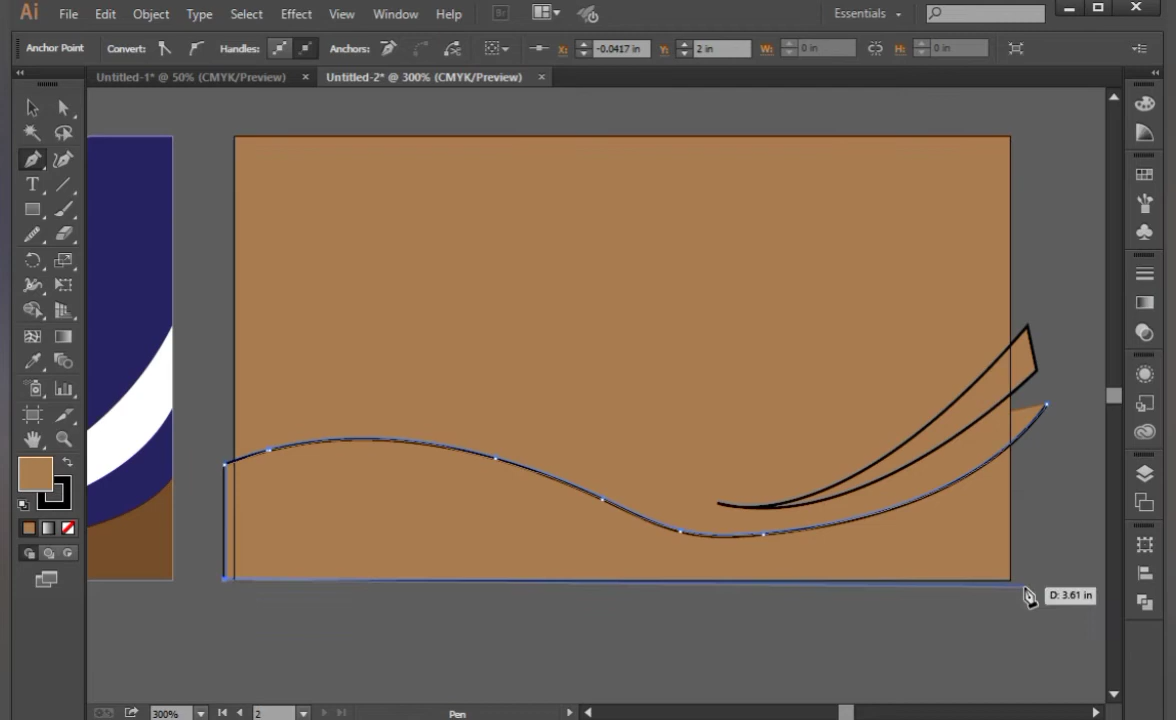 Ai File Edit Object Type Select Effect View Window Help Br Essentials
Anchor Point Convert: Handles: Anchors: X: -0.0417 in Y: 2 in W: 0 in H: 0 in
Untitled-1* @ 50% (CMYK/Preview) × Untitled-2* @ 300% (CMYK/Preview) ×
T
D: 3.61 in
300% 2 Pen